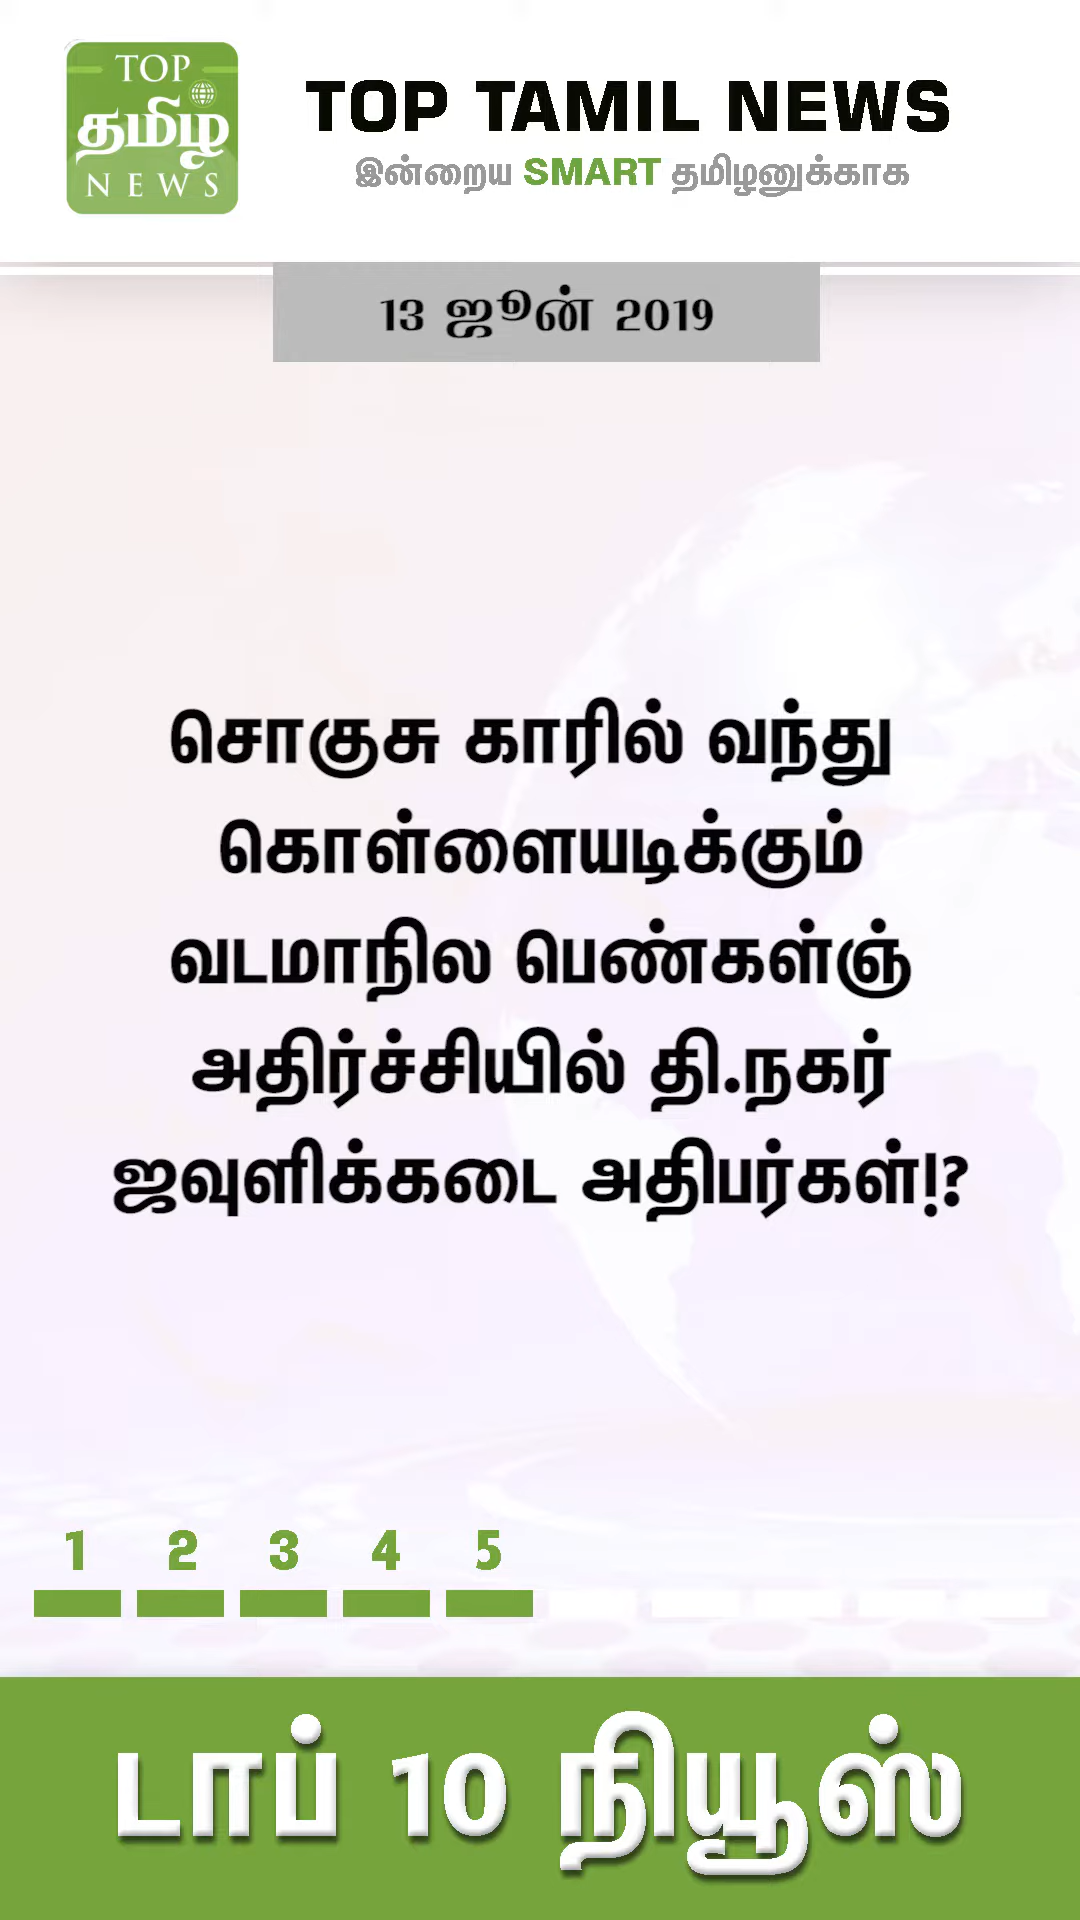 TOP
தமிழ்
NEWS
TOP TAMIL NEWS
இன்றைய SMART தமிழனுக்காக
13 ஜூன் 2019
சொகுசு காரில் வந்து
கொள்ளையடிக்கும்
வடமாநில பெண்கள்ஞ்
அதிர்ச்சியில் தி.நகர்
ஜவுளிக்கடை அதிபர்கள்!?
1 2 3 4 5
டாப் 10 நியூஸ்